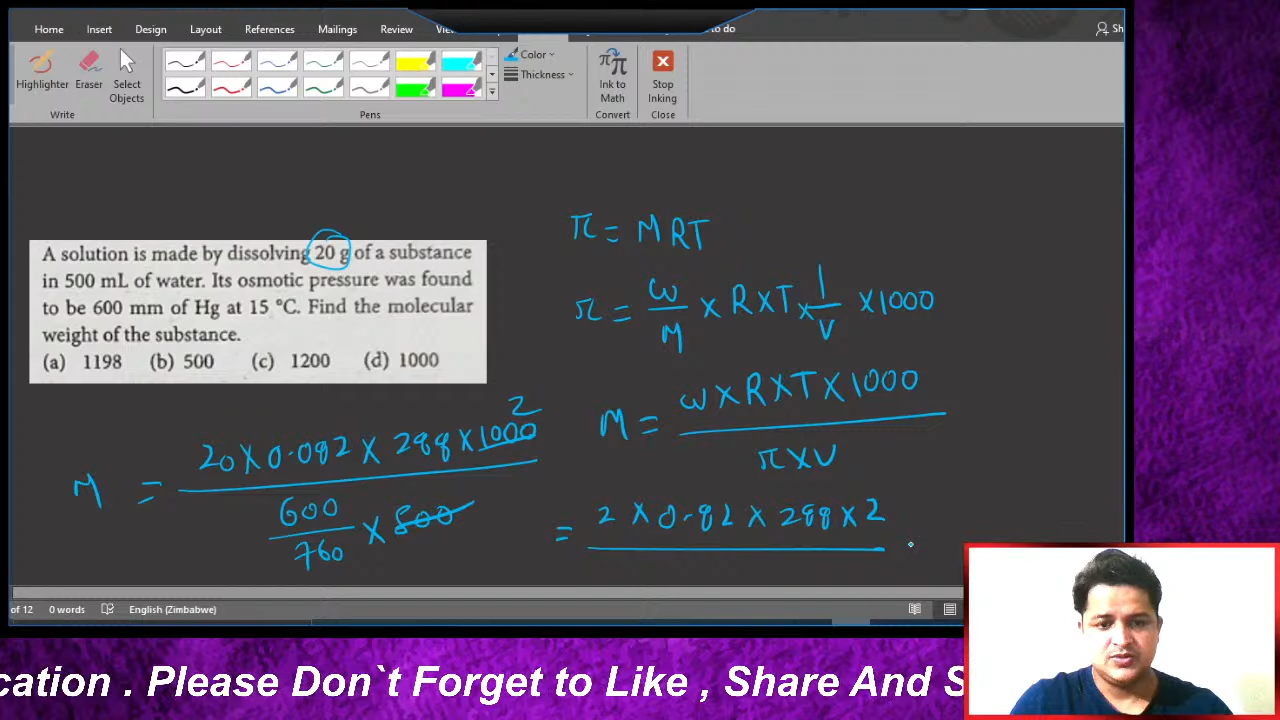 Home Insert Design Layout References Mailings Review to do
Color
Thickness
Highlighter Eraser Select Objects
Ink to Math
Stop Inking
Write Pens Convert Close
A solution is made by dissolving 20 g of a substance
in 500 mL of water. Its osmotic pressure was found
to be 600 mm of Hg at 15 °C. Find the molecular
weight of the substance.
(a) 1198 (b) 500 (c) 1200 (d) 1000
π = MRT
π = w/M × R×T × 1/V ×1000
M = w×R×T×1000 / π×V
M = 20×0.082×288×1000 2 / 600/760 × 500
= 2×0.82×288×2
of 12 0 words English (Zimbabwe)
cation . Please Don`t Forget to Like , Share And S